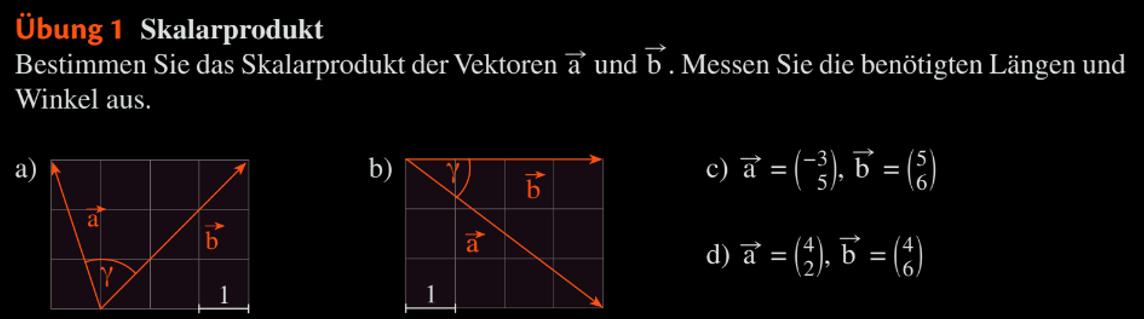 Übung 1 Skalarprodukt
Bestimmen Sie das Skalarprodukt der Vektoren a⃗ und b⃗. Messen Sie die benötigten Längen und
Winkel aus.
a)
a⃗
b⃗
γ
1
b)
γ
b⃗
a⃗
1
c) a⃗ = (−3 5), b⃗ = (5 6)
d) a⃗ = (4 2), b⃗ = (4 6)